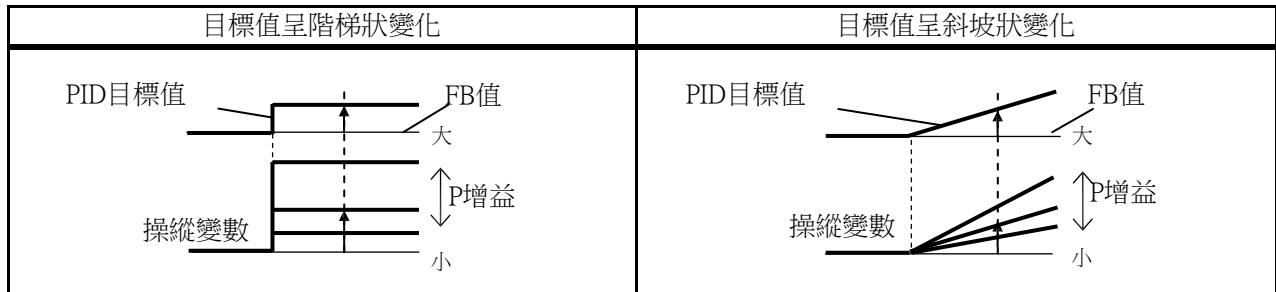 目標值呈階梯狀變化
目標值呈斜坡狀變化
PID目標值
FB值
大
P增益
操縱變數
小
PID目標值
FB值
大
P增益
操縱變數
小